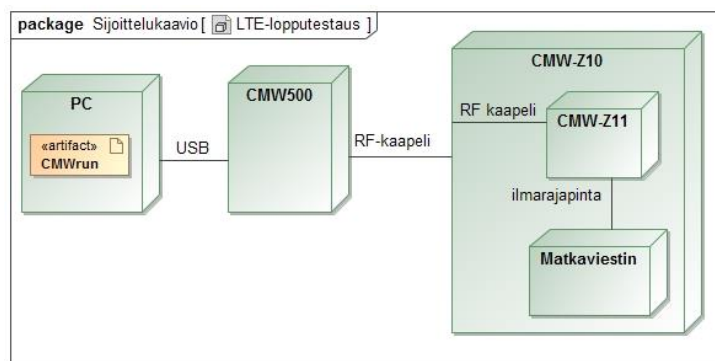 package Sijoittelukaavio [ LTE-lopputestaus ]
PC
«artifact»
CMWrun
USB
CMW500
RF-kaapeli
CMW-Z10
RF kaapeli
CMW-Z11
ilmarajapinta
Matkaviestin